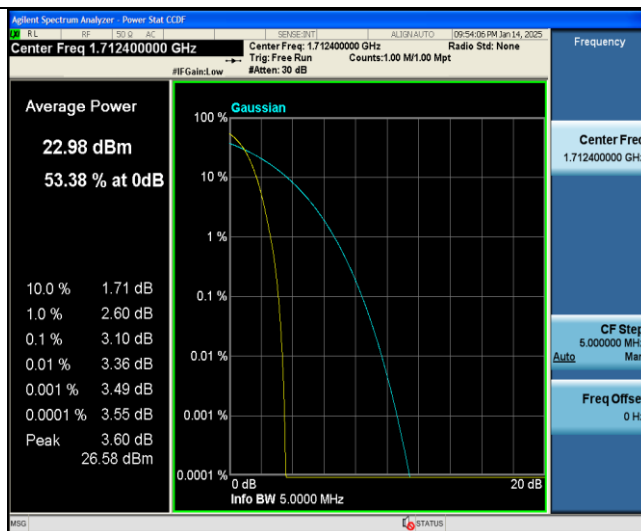 Agilent Spectrum Analyzer - Power Stat CCDF
LXI RL RF 50 Ω AC SENSE:INT ALIGNAUTO 09:54:06 PM Jan 14, 2025
Center Freq 1.712400000 GHz
Center Freq: 1.712400000 GHz Radio Std: None
Trig: Free Run Counts:1.00 M/1.00 Mpt
#IFGain:Low #Atten: 30 dB
Frequency
Average Power
22.98 dBm
53.38 % at 0dB
10.0 % 1.71 dB
1.0 % 2.60 dB
0.1 % 3.10 dB
0.01 % 3.36 dB
0.001 % 3.49 dB
0.0001 % 3.55 dB
Peak 3.60 dB
26.58 dBm
Gaussian
100 %
10 %
1 %
0.1 %
0.01 %
0.001 %
0.0001 %
0 dB 20 dB
Info BW 5.0000 MHz
Center Freq
1.712400000 GHz
CF Step
5.000000 MHz
Auto Man
Freq Offse
0 Hz
MSG STATUS